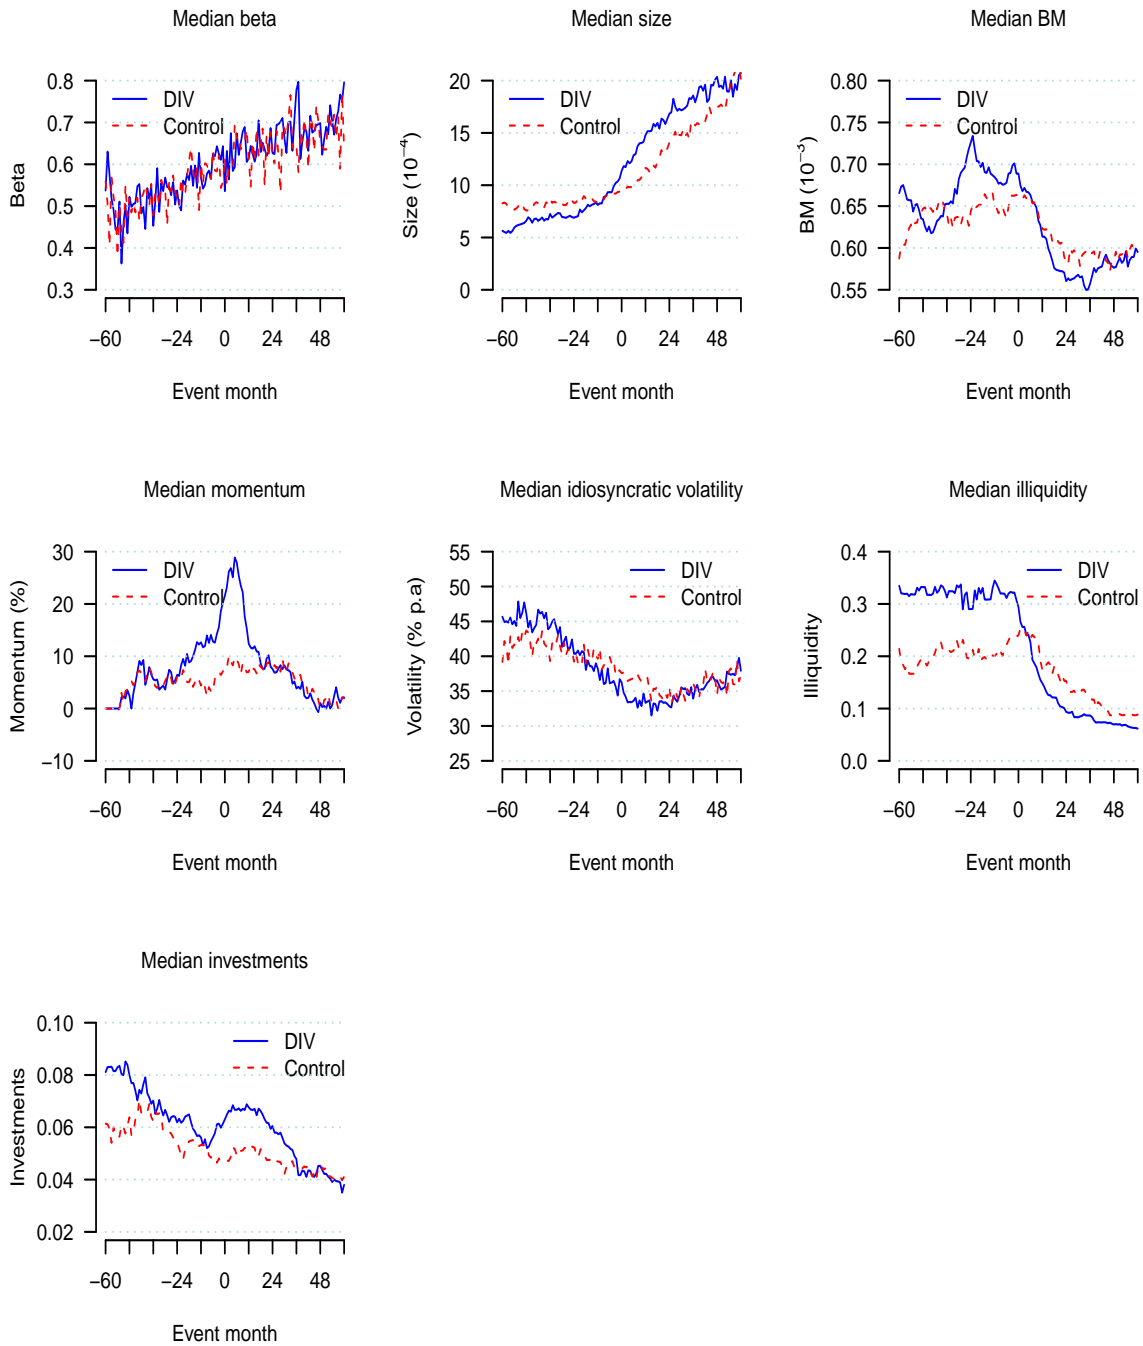 Median beta
0.8
0.7
0.6
0.5
0.4
0.3
Beta
DIV
Control
−60 −24 0 24 48
Event month
Median size
20
15
10
5
0
Size (10⁻⁴)
DIV
Control
−60 −24 0 24 48
Event month
Median BM
0.80
0.75
0.70
0.65
0.60
0.55
BM (10⁻³)
DIV
Control
−60 −24 0 24 48
Event month
Median momentum
30
20
10
0
−10
Momentum (%)
DIV
Control
−60 −24 0 24 48
Event month
Median idiosyncratic volatility
55
50
45
40
35
30
25
Volatility (% p.a)
DIV
Control
−60 −24 0 24 48
Event month
Median illiquidity
0.4
0.3
0.2
0.1
0.0
Illiquidity
DIV
Control
−60 −24 0 24 48
Event month
Median investments
0.10
0.08
0.06
0.04
0.02
Investments
DIV
Control
−60 −24 0 24 48
Event month